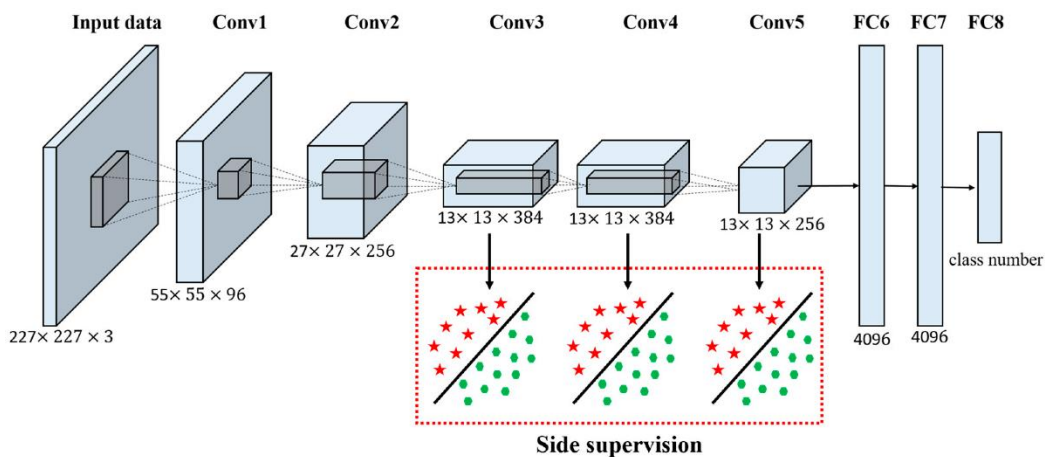 Input data Conv1 Conv2 Conv3 Conv4 Conv5 FC6 FC7 FC8
13× 13 × 384 13× 13 × 384 13× 13 × 256
27× 27 × 256
class number
55× 55 × 96
227× 227 × 3 4096 4096
Side supervision